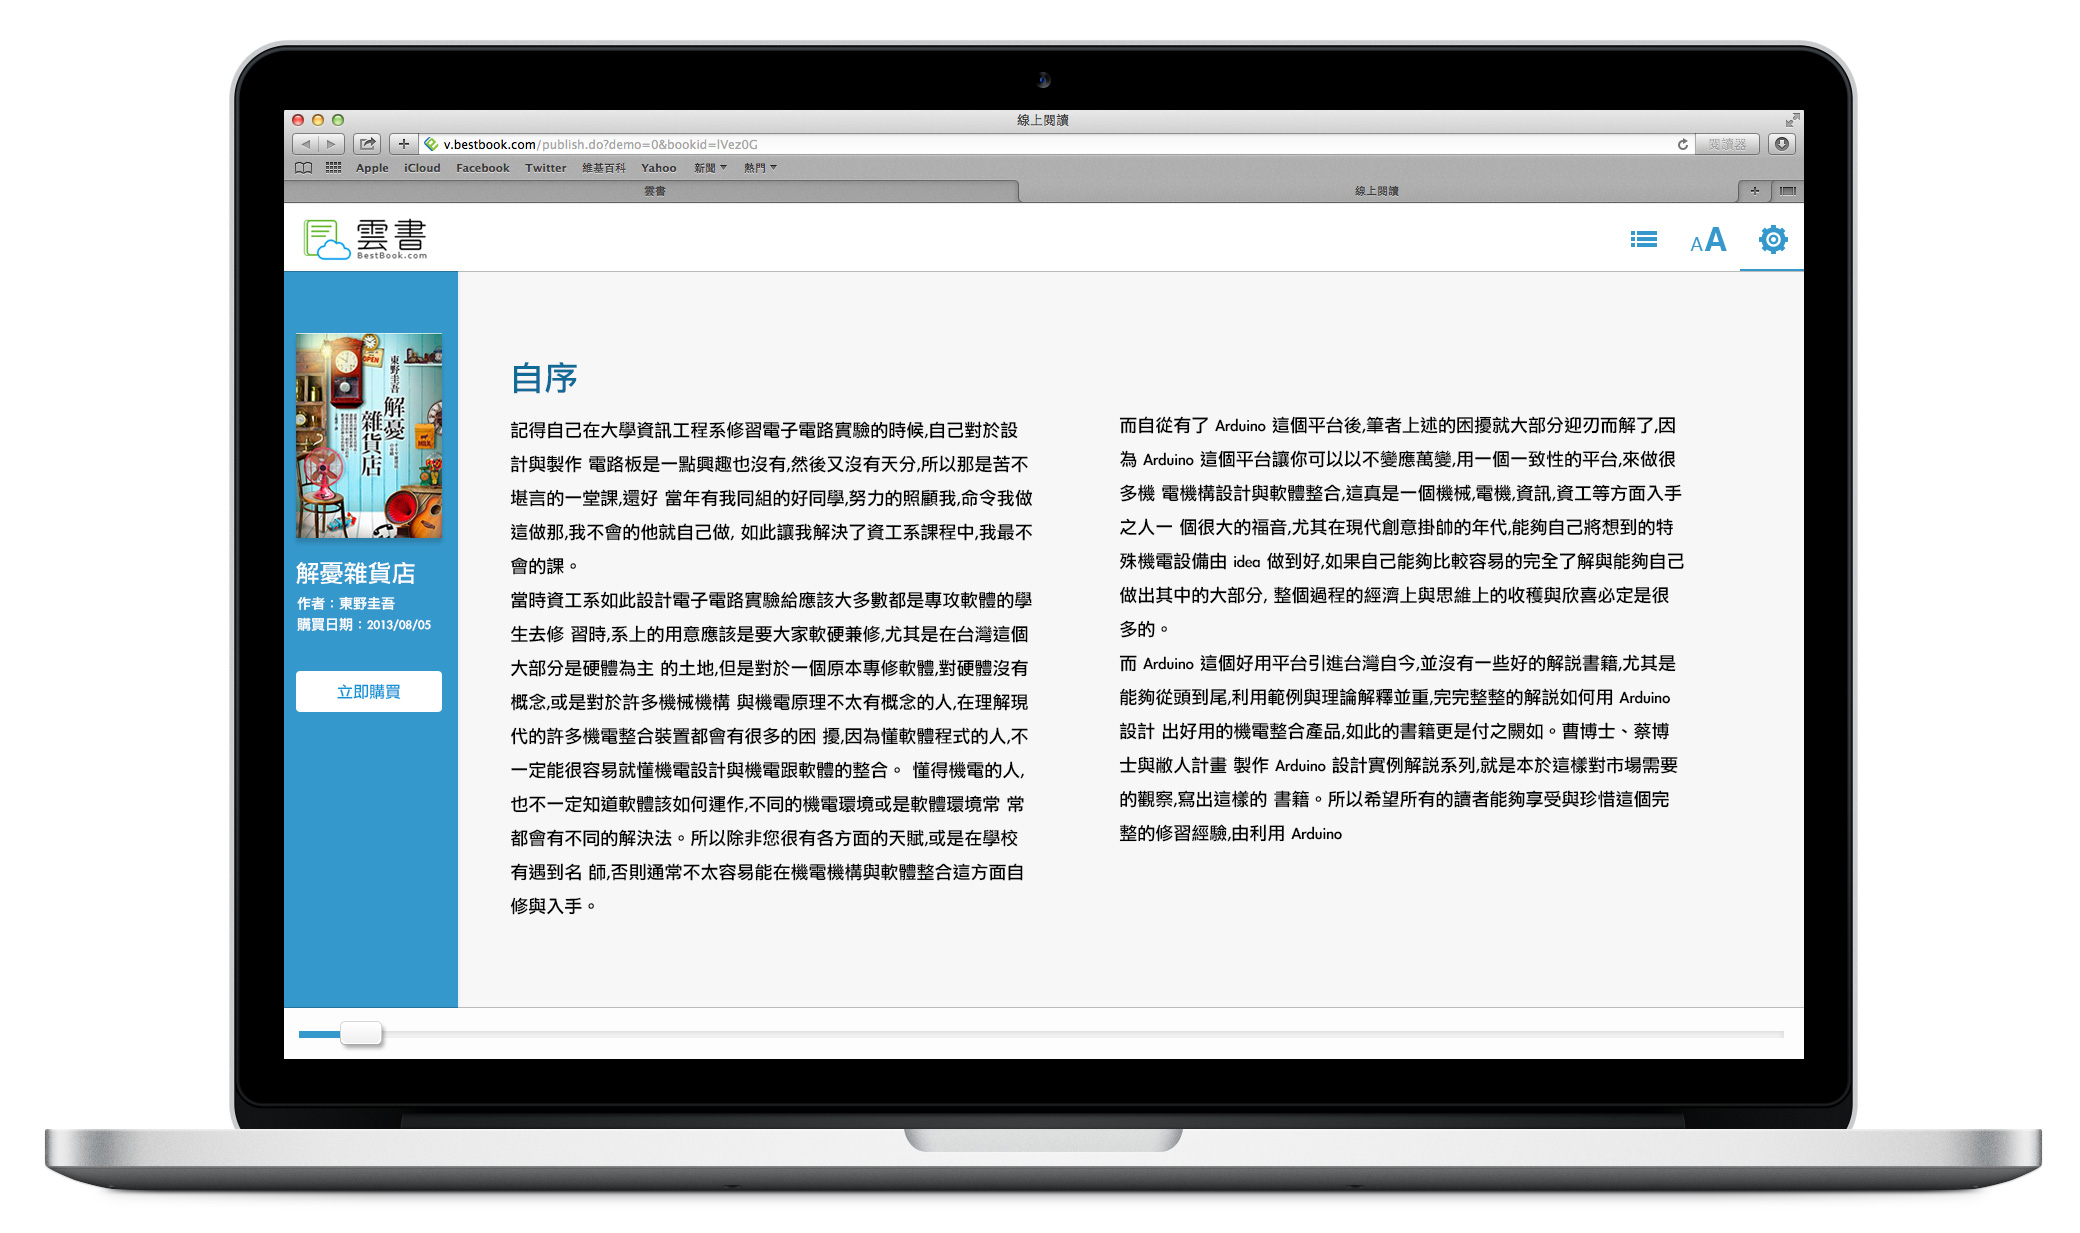 線上閱讀
v.bestbook.com/publish.do?demo=0&bookid=lVez0G
閱讀器
Apple iCloud Facebook Twitter 維基百科 Yahoo 新聞 熱門
雲書
線上閱讀
雲書
BestBook.com
AA
OPEN
東野圭吾
解憂
雜貨店
MILK
解憂雜貨店
作者：東野圭吾
購買日期：2013/08/05
立即購買
自序
記得自己在大學資訊工程系修習電子電路實驗的時候,自己對於設
計與製作 電路板是一點興趣也沒有,然後又沒有天分,所以那是苦不
堪言的一堂課,還好 當年有我同組的好同學,努力的照顧我,命令我做
這做那,我不會的他就自己做, 如此讓我解決了資工系課程中,我最不
會的課。
當時資工系如此設計電子電路實驗給應該大多數都是專攻軟體的學
生去修 習時,系上的用意應該是要大家軟硬兼修,尤其是在台灣這個
大部分是硬體為主 的土地,但是對於一個原本專修軟體,對硬體沒有
概念,或是對於許多機械機構 與機電原理不太有概念的人,在理解現
代的許多機電整合裝置都會有很多的困 擾,因為懂軟體程式的人,不
一定能很容易就懂機電設計與機電跟軟體的整合。 懂得機電的人,
也不一定知道軟體該如何運作,不同的機電環境或是軟體環境常 常
都會有不同的解決法。所以除非您很有各方面的天賦,或是在學校
有遇到名 師,否則通常不太容易能在機電機構與軟體整合這方面自
修與入手。
而自從有了 Arduino 這個平台後,筆者上述的困擾就大部分迎刃而解了,因
為 Arduino 這個平台讓你可以以不變應萬變,用一個一致性的平台,來做很
多機 電機構設計與軟體整合,這真是一個機械,電機,資訊,資工等方面入手
之人一 個很大的福音,尤其在現代創意掛帥的年代,能夠自己將想到的特
殊機電設備由 idea 做到好,如果自己能夠比較容易的完全了解與能夠自己
做出其中的大部分, 整個過程的經濟上與思維上的收穫與欣喜必定是很
多的。
而 Arduino 這個好用平台引進台灣自今,並沒有一些好的解說書籍,尤其是
能夠從頭到尾,利用範例與理論解釋並重,完完整整的解說如何用 Arduino
設計 出好用的機電整合產品,如此的書籍更是付之闕如。曹博士、蔡博
士與敝人計畫 製作 Arduino 設計實例解說系列,就是本於這樣對市場需要
的觀察,寫出這樣的 書籍。所以希望所有的讀者能夠享受與珍惜這個完
整的修習經驗,由利用 Arduino